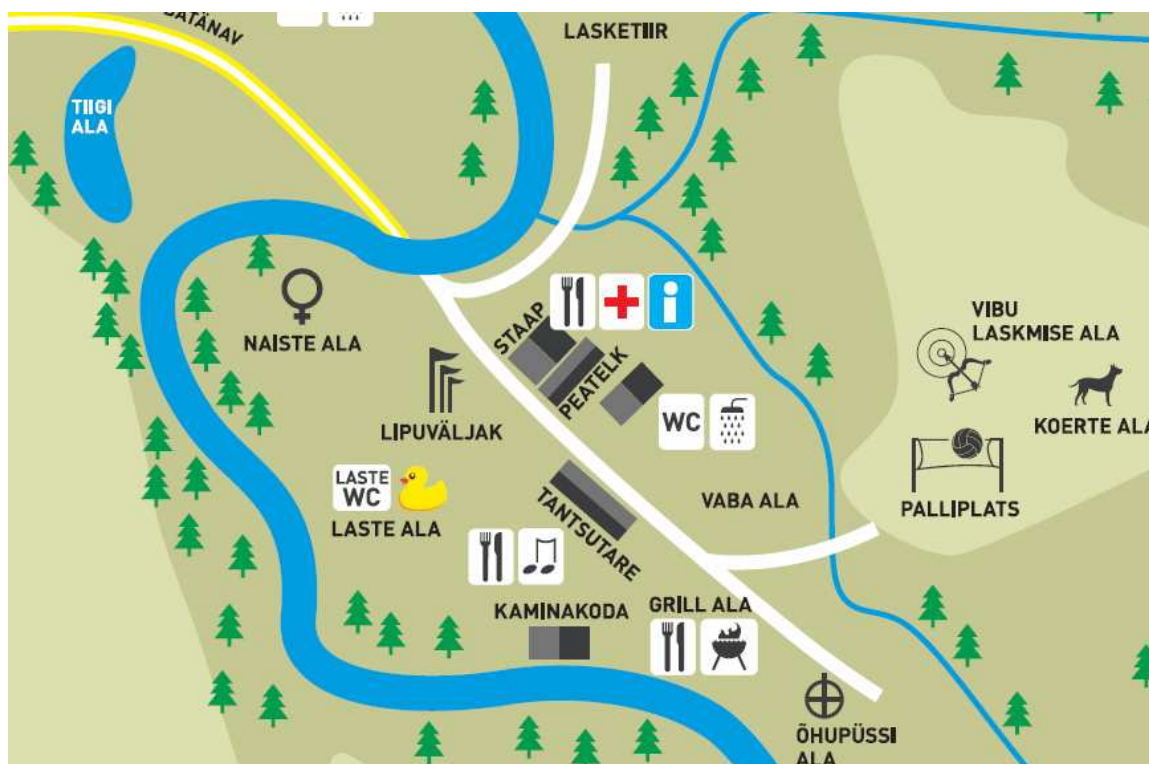 LASKETIIR
TIIGI
ALA
NAISTE ALA
STAAP
PEATELK
LIPUVÄLJAK
WC
VIBU
LASKMISE ALA
KOERTE ALA
PALLIPLATS
LASTE
WC
LASTE ALA
TANTSUTARE
VABA ALA
KAMINAKODA
GRILL ALA
ÕHUPÜSSI
ALA